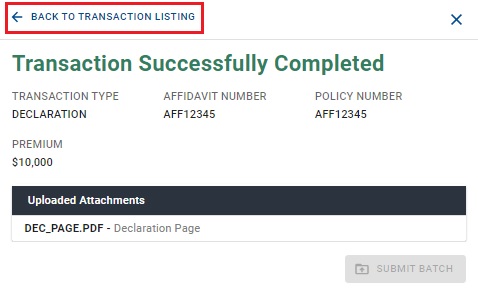 BACK TO TRANSACTION LISTING
Transaction Successfully Completed
TRANSACTION TYPE AFFIDAVIT NUMBER POLICY NUMBER
DECLARATION AFF12345 AFF12345
PREMIUM
$10,000
Uploaded Attachments
DEC_PAGE.PDF - Declaration Page
SUBMIT BATCH